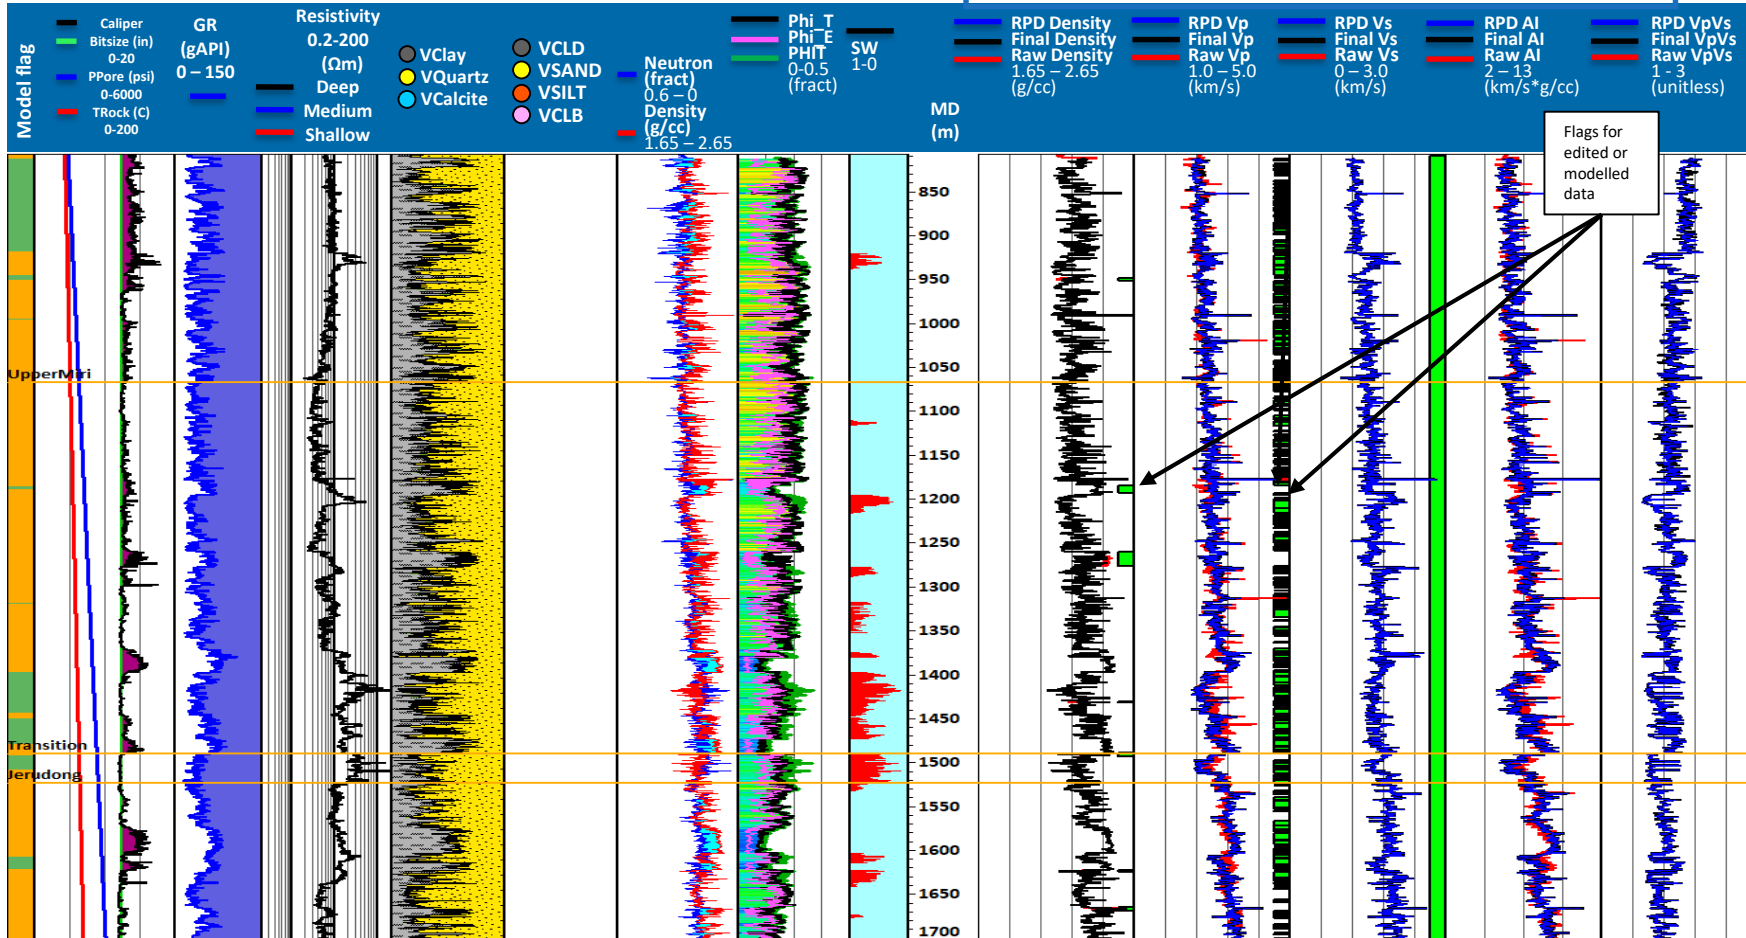 Model flag
Caliper
Bitsize (in)
0-20
PPore (psi)
0-6000
TRock (C)
0-200
GR
(gAPI)
0 – 150
Resistivity
0.2-200
(Ωm)
Deep
Medium
Shallow
VClay
VQuartz
VCalcite
VCLD
VSAND
VSILT
VCLB
Neutron
(fract)
0.6 – 0
Density
(g/cc)
1.65 – 2.65
Phi_T
Phi_E
PHIT
0-0.5
(fract)
SW
1-0
MD
(m)
RPD Density
Final Density
Raw Density
1.65 – 2.65
(g/cc)
RPD Vp
Final Vp
Raw Vp
1.0 – 5.0
(km/s)
RPD Vs
Final Vs
Raw Vs
0 – 3.0
(km/s)
RPD AI
Final AI
Raw AI
2 – 13
(km/s*g/cc)
RPD VpVs
Final VpVs
Raw VpVs
1 - 3
(unitless)
Flags for
edited or
modelled
data
850
900
950
1000
1050
1100
1150
1200
1250
1300
1350
1400
1450
1500
1550
1600
1650
1700
UpperMiri
Transition
Jerudong